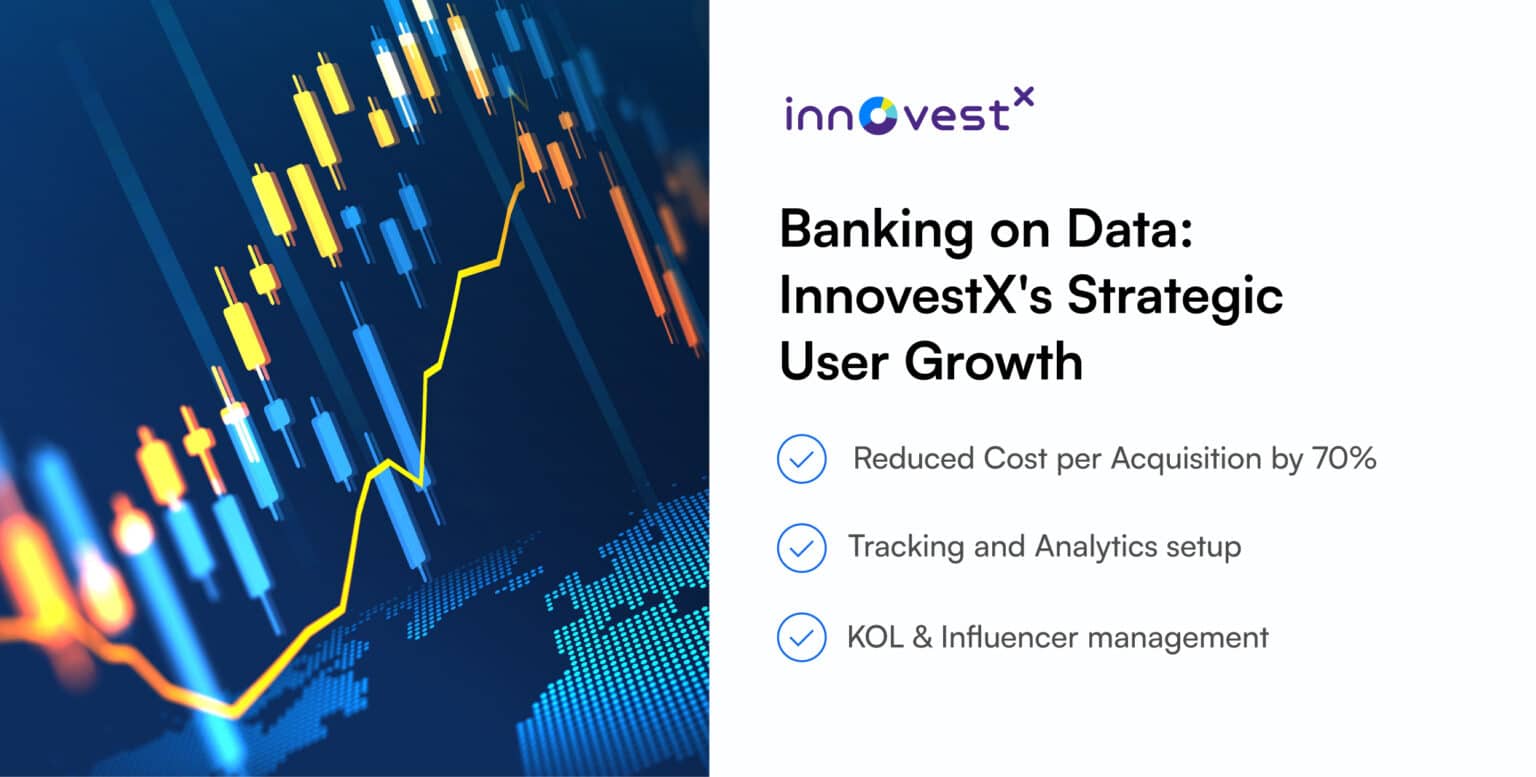 innovestx
Banking on Data:
InnovestX's Strategic
User Growth
Reduced Cost per Acquisition by 70%
Tracking and Analytics setup
KOL & Influencer management